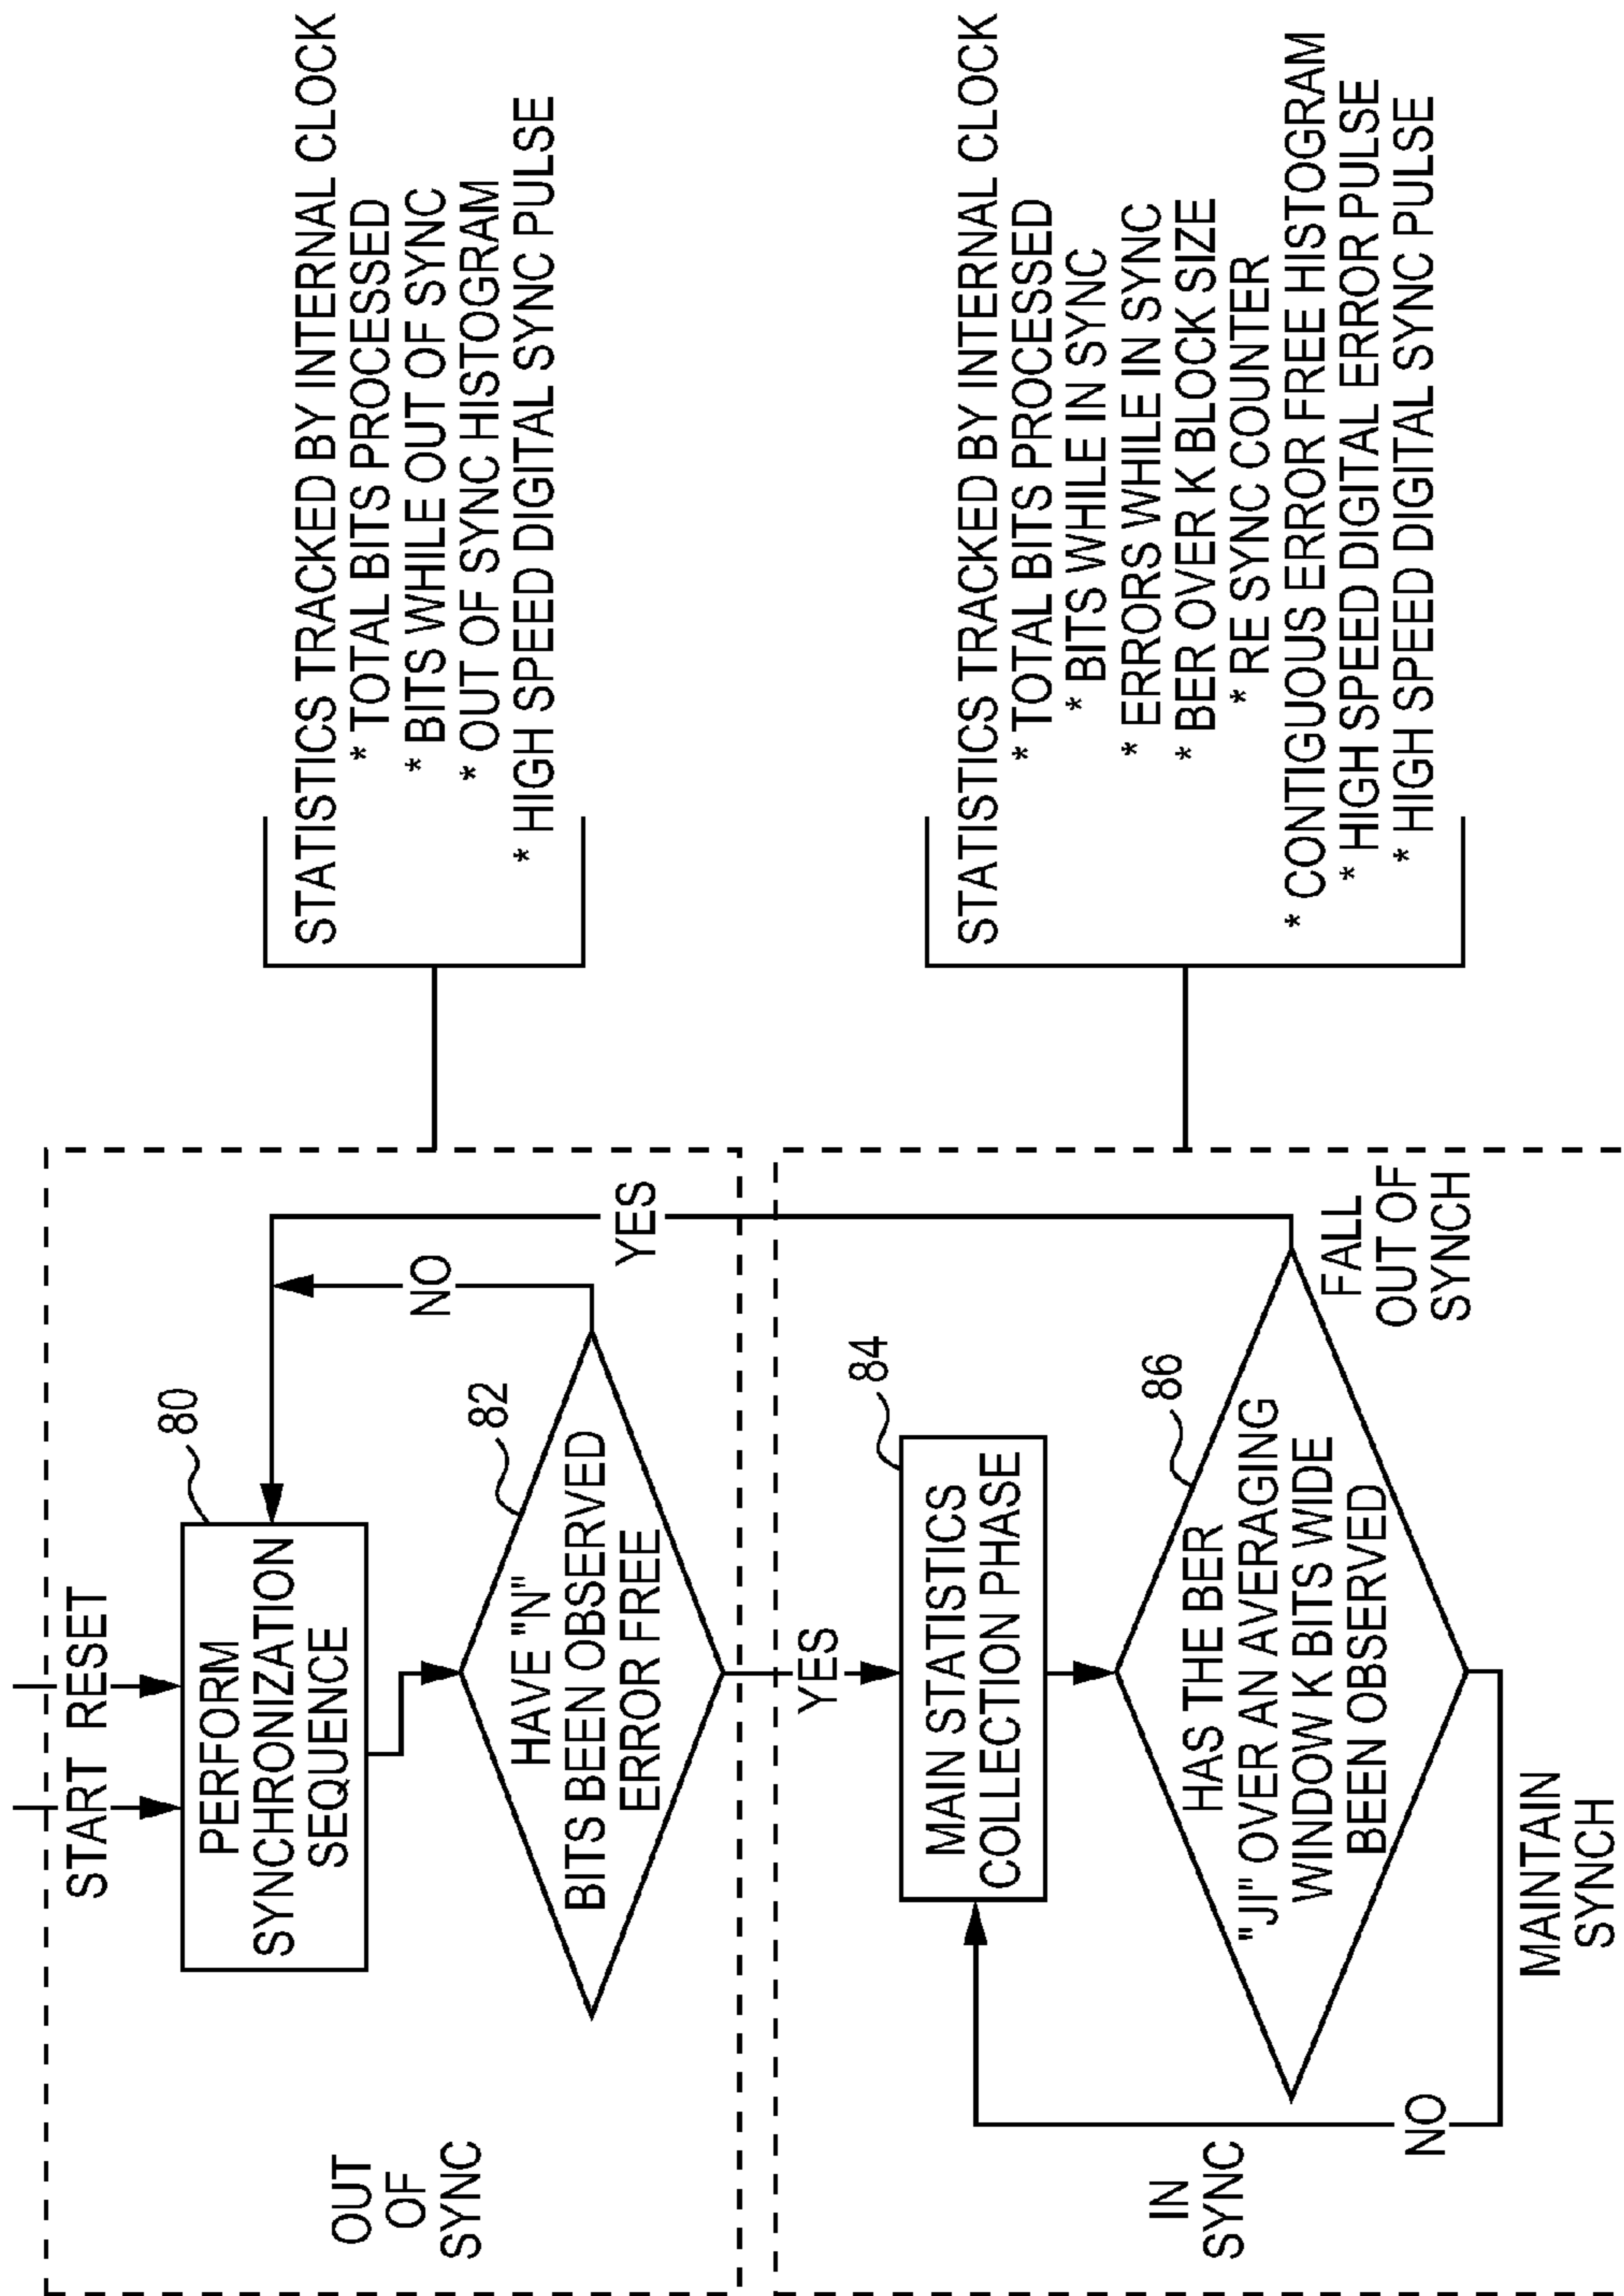 START RESET
80
PERFORM
SYNCHRONIZATION
SEQUENCE
82
HAVE "N"
BITS BEEN OBSERVED
ERROR FREE
NO
YES
OUT
OF
SYNC
STATISTICS TRACKED BY INTERNAL CLOCK
* TOTAL BITS PROCESSED
* BITS WHILE OUT OF SYNC
* OUT OF SYNC HISTOGRAM
* HIGH SPEED DIGITAL SYNC PULSE
YES
84
MAIN STATISTICS
COLLECTION PHASE
86
HAS THE BER
"JI" OVER AN AVERAGING
WINDOW K BITS WIDE
BEEN OBSERVED
FALL
OUT OF
SYNCH
IN
SYNC
NO
MAINTAIN
SYNCH
STATISTICS TRACKED BY INTERNAL CLOCK
* TOTAL BITS PROCESSED
* BITS WHILE IN SYNC
* ERRORS WHILE IN SYNC
* BER OVER K BLOCK SIZE
* RE SYNC COUNTER
* CONTIGUOUS ERROR FREE HISTOGRAM
* HIGH SPEED DIGITAL ERROR PULSE
* HIGH SPEED DIGITAL SYNC PULSE